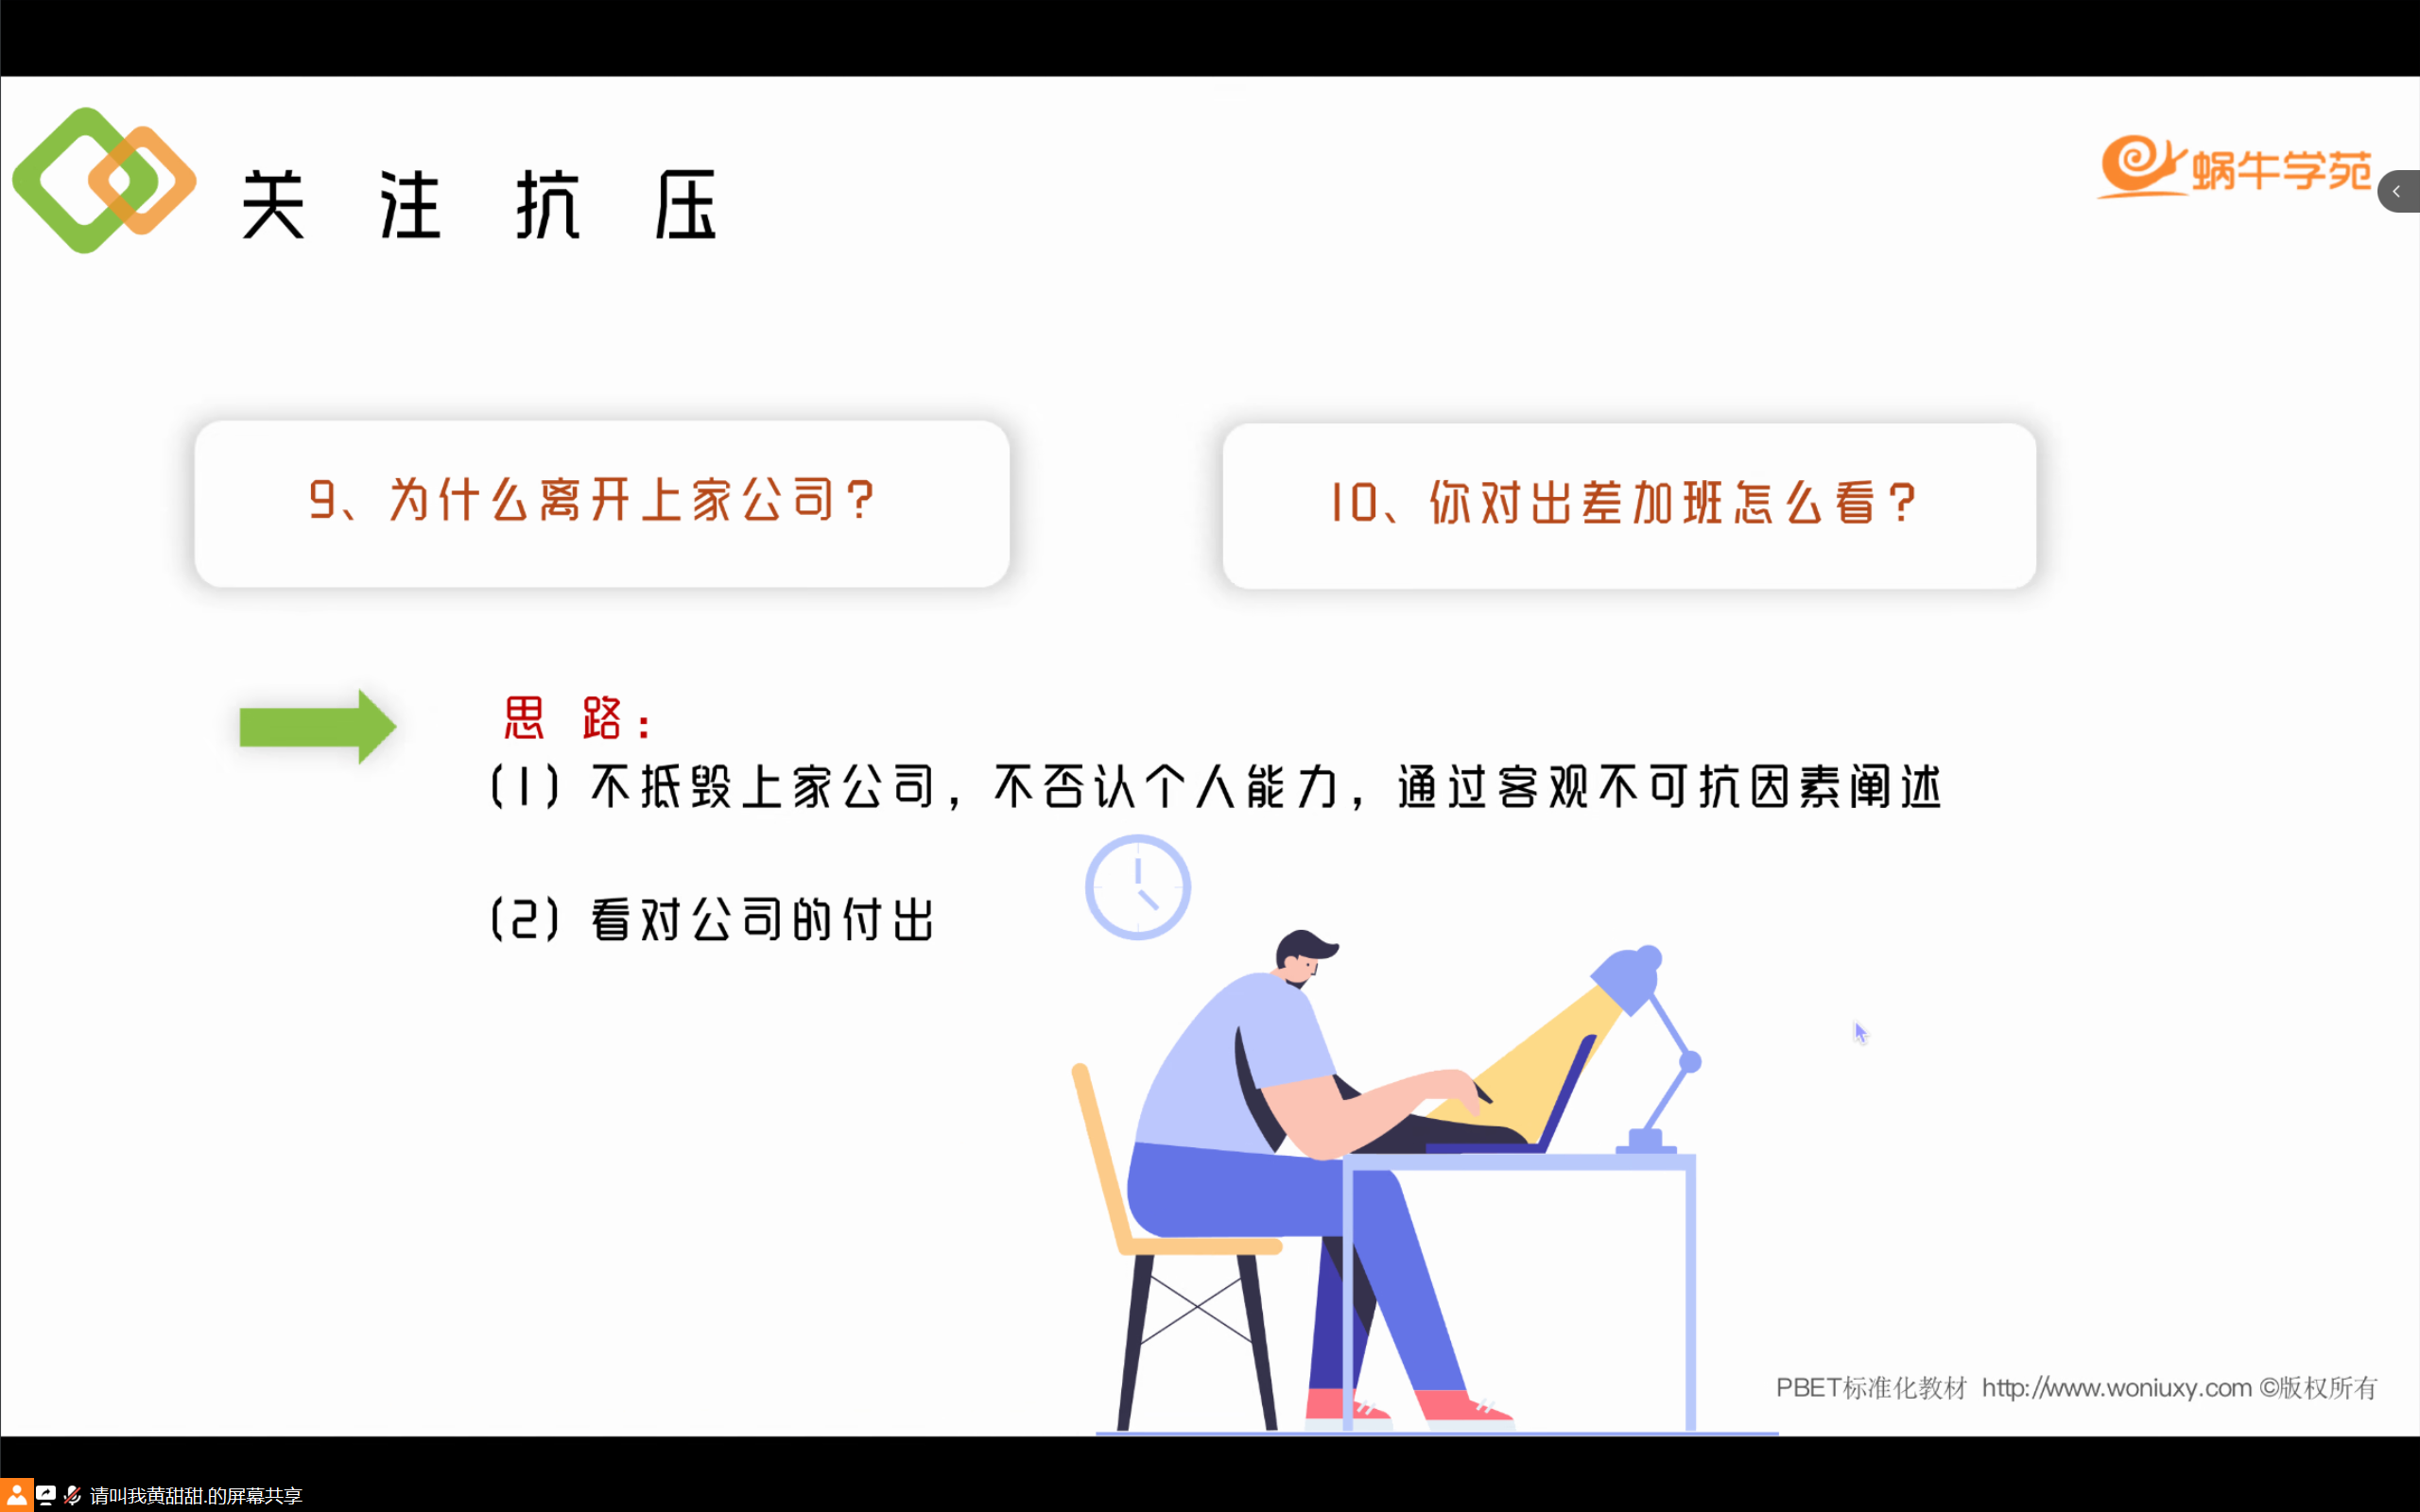 关注抗压
蜗牛学苑
9、为什么离开上家公司？
10、你对出差加班怎么看？
思路：
（1）不抵毁上家公司，不否认个人能力，通过客观不可抗因素阐述
（2）看对公司的付出
PBET标准化教材 http://www.woniuxy.com ©版权所有
请叫我黄甜甜.的屏幕共享